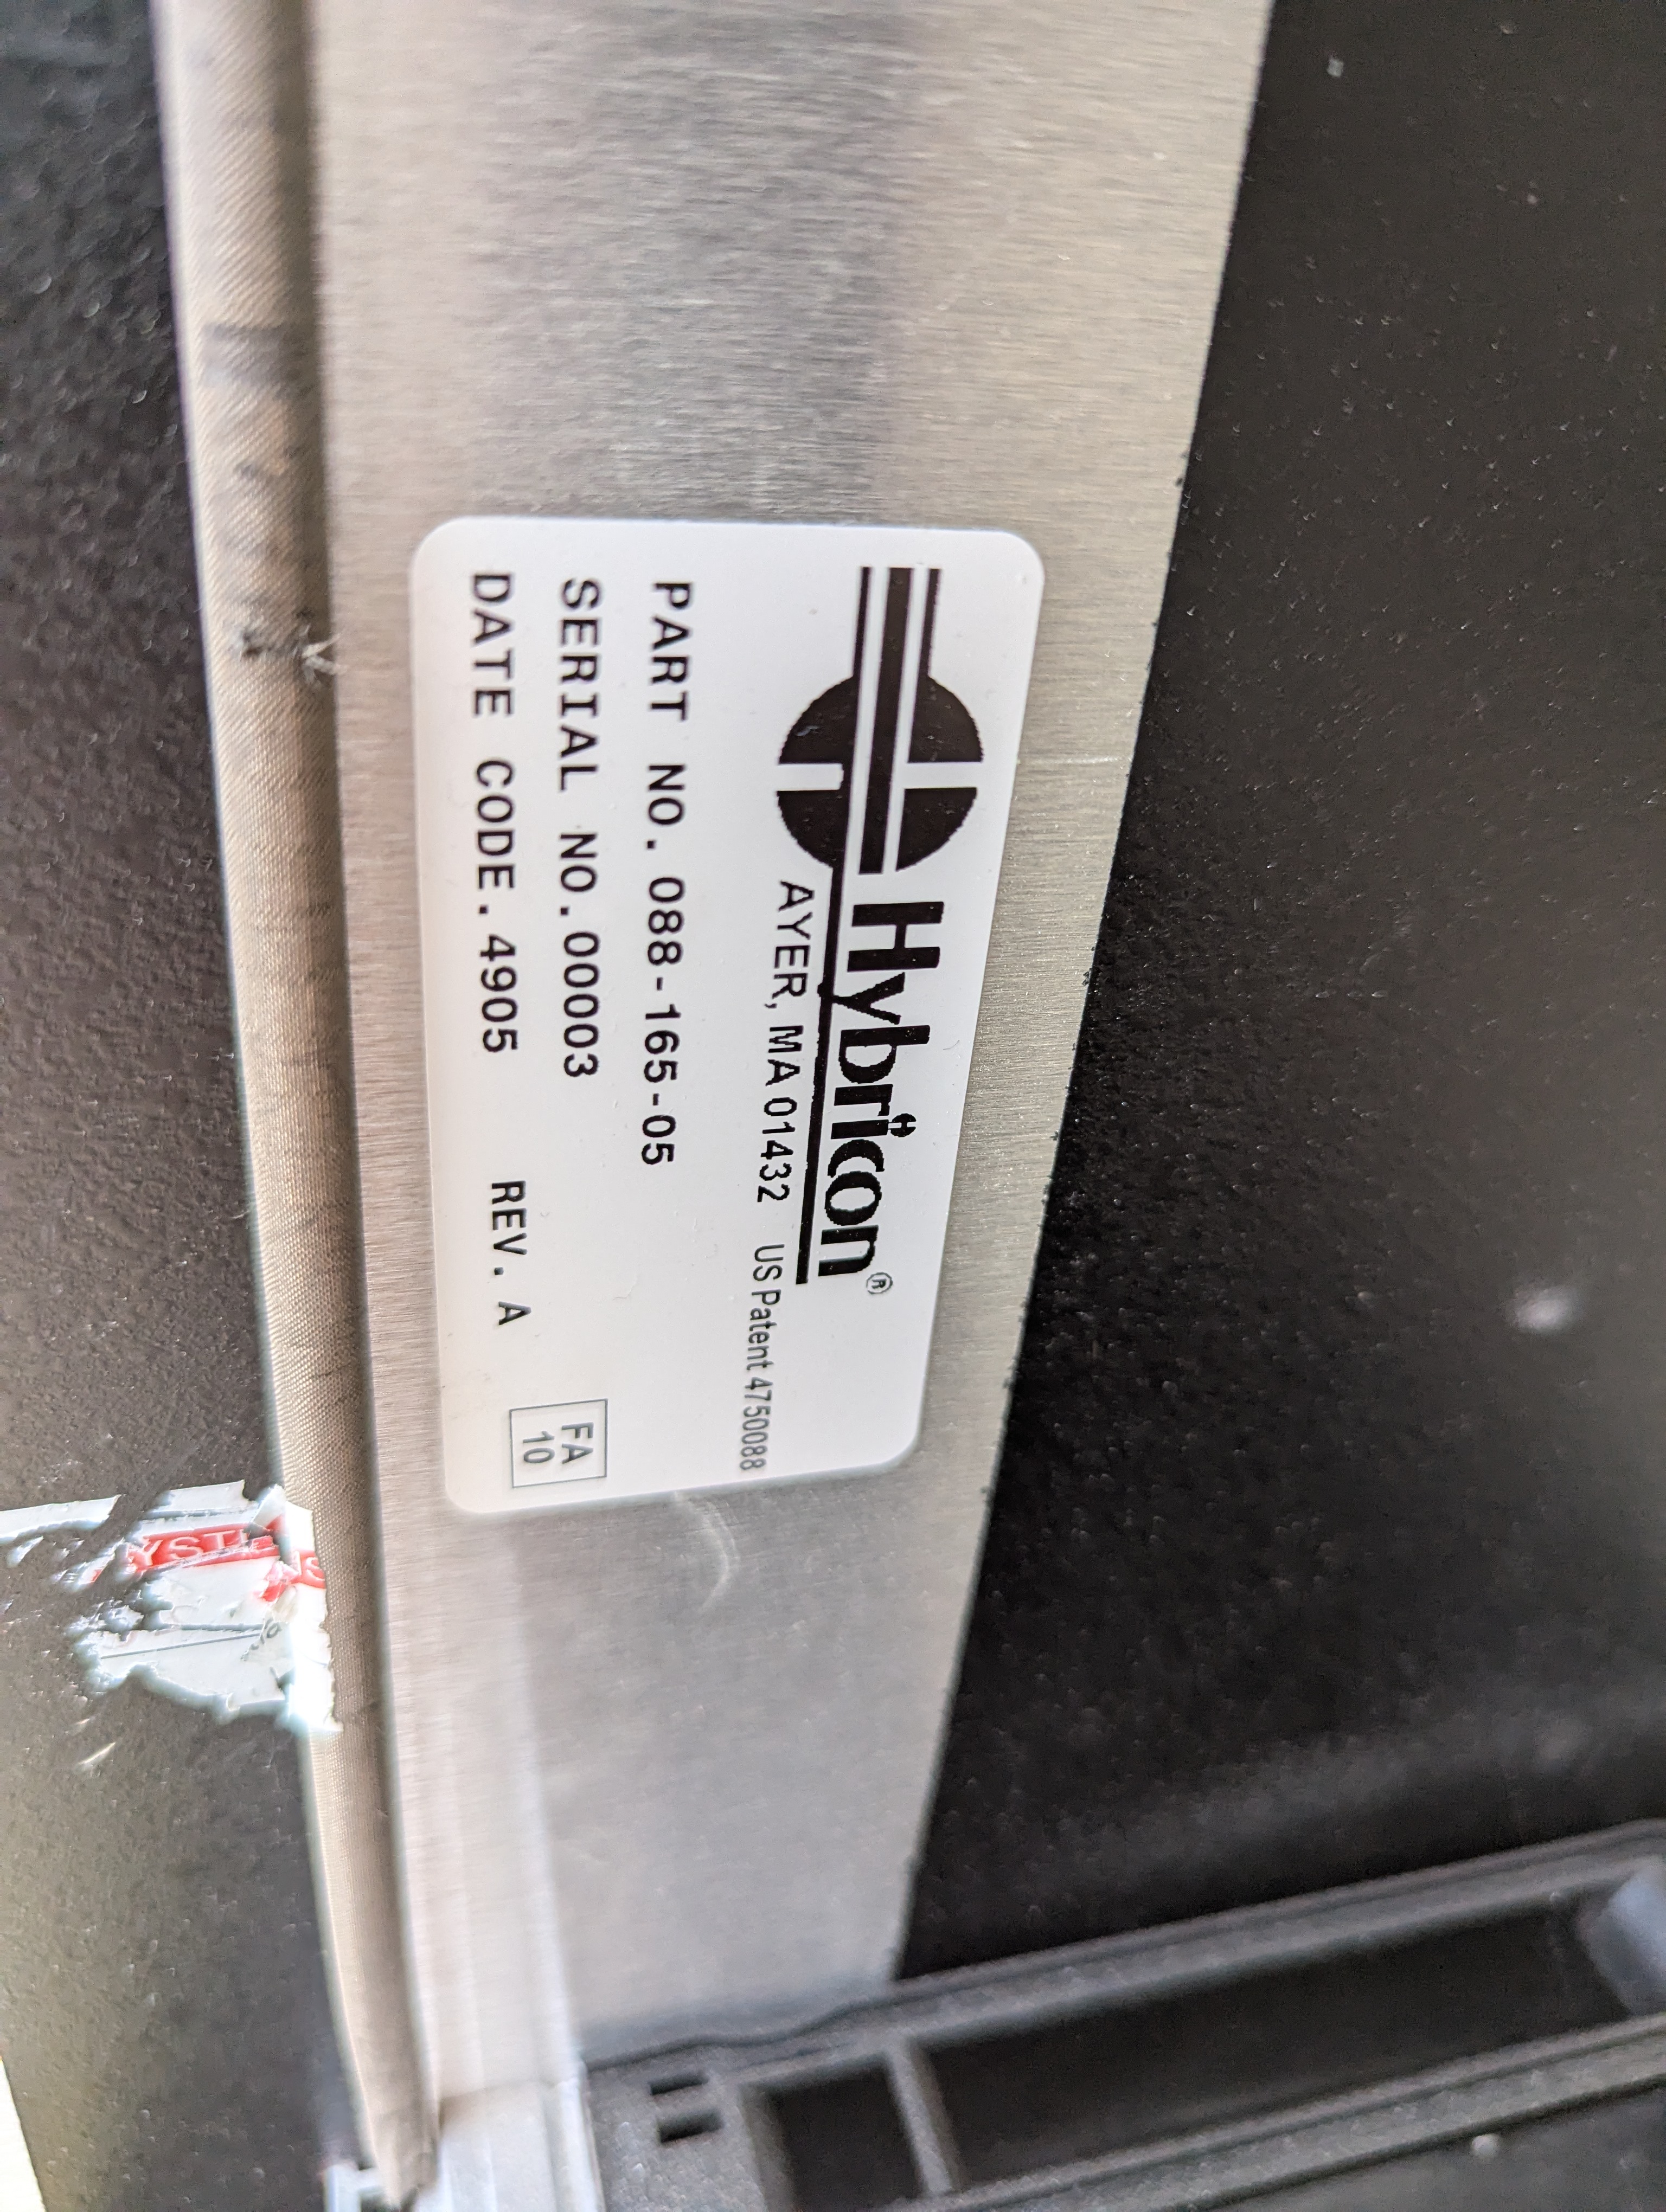 Hybricon®
AYER, MA 01432 US Patent 4750088
PART NO. 088-165-05
SERIAL NO. 00003
DATE CODE. 4905 REV. A
FA
10
YST